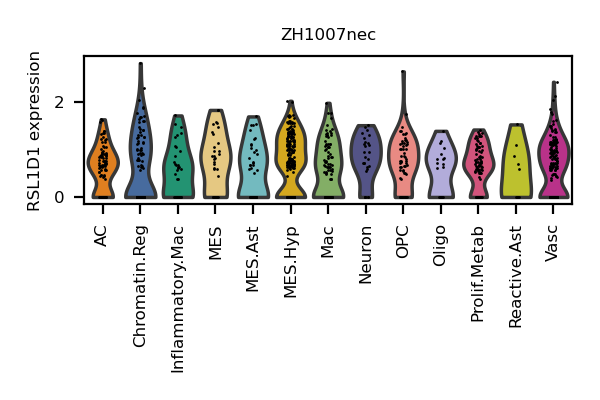 ZH1007nec
RSL1D1 expression
2
0
AC
Chromatin.Reg
Inflammatory.Mac
MES
MES.Ast
MES.Hyp
Mac
Neuron
OPC
Oligo
Prolif.Metab
Reactive.Ast
Vasc